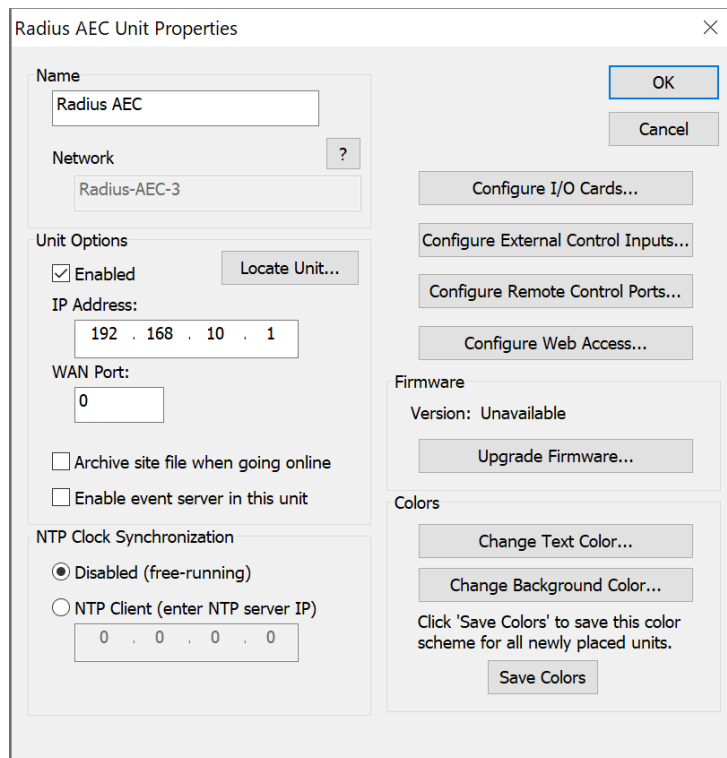 Radius AEC Unit Properties
Name
Radius AEC
Network
?
Radius-AEC-3
Unit Options
Enabled
Locate Unit...
IP Address:
192 . 168 . 10 . 1
WAN Port:
0
Archive site file when going online
Enable event server in this unit
NTP Clock Synchronization
Disabled (free-running)
NTP Client (enter NTP server IP)
0 . 0 . 0 . 0
OK
Cancel
Configure I/O Cards...
Configure External Control Inputs...
Configure Remote Control Ports...
Configure Web Access...
Firmware
Version: Unavailable
Upgrade Firmware...
Colors
Change Text Color...
Change Background Color...
Click 'Save Colors' to save this color
scheme for all newly placed units.
Save Colors